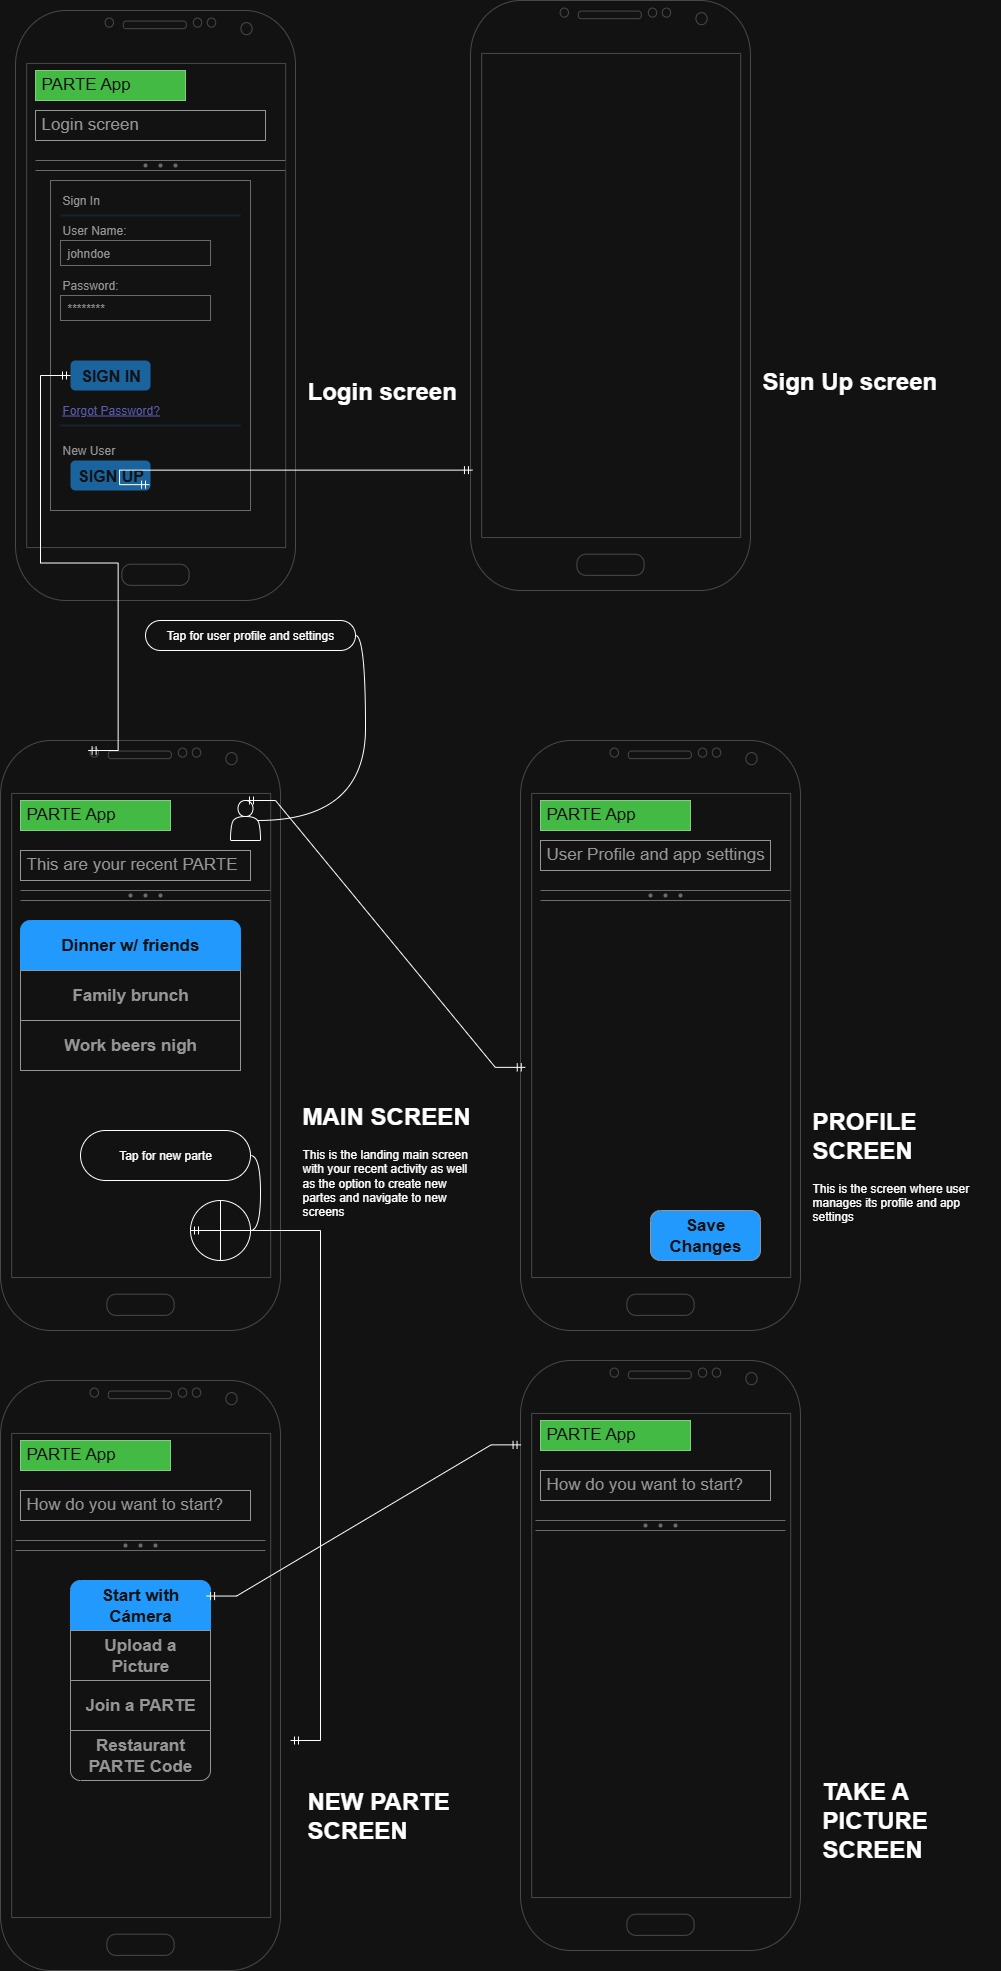 PARTE App
Login screen
Sign In
User Name:
johndoe
Password:
********
SIGN IN
Forgot Password?
New User
SIGN UP
Login screen
Sign Up screen
Tap for user profile and settings
PARTE App
This are your recent PARTE
Dinner w/ friends
Family brunch
Work beers nigh
Tap for new parte
MAIN SCREEN
This is the landing main screen
with your recent activity as well
as the option to create new
partes and navigate to new
screens
PARTE App
User Profile and app settings
Save
Changes
PROFILE
SCREEN
This is the screen where user
manages its profile and app
settings
PARTE App
How do you want to start?
Start with
Cámera
Upload a
Picture
Join a PARTE
Restaurant
PARTE Code
NEW PARTE
SCREEN
PARTE App
How do you want to start?
TAKE A
PICTURE
SCREEN